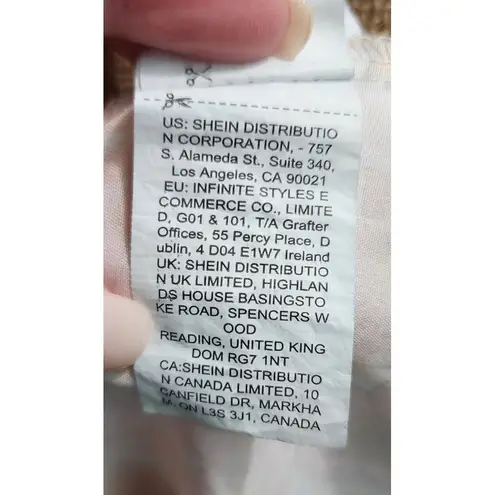 US: SHEIN DISTRIBUTIO
N CORPORATION, - 757
S. Alameda St., Suite 340,
Los Angeles, CA 90021
EU: INFINITE STYLES E
COMMERCE CO., LIMITE
D, G01 & 101, T/A Grafter
Offices, 55 Percy Place, D
ublin, 4 D04 E1W7 Ireland
UK: SHEIN DISTRIBUTIO
N UK LIMITED, HIGHLAN
DS HOUSE BASINGSTO
KE ROAD, SPENCERS W
OOD
READING, UNITED KING
DOM RG7 1NT
CA:SHEIN DISTRIBUTIO
N CANADA LIMITED, 10
CANFIELD DR, MARKHA
M, ON L3S 3J1, CANADA